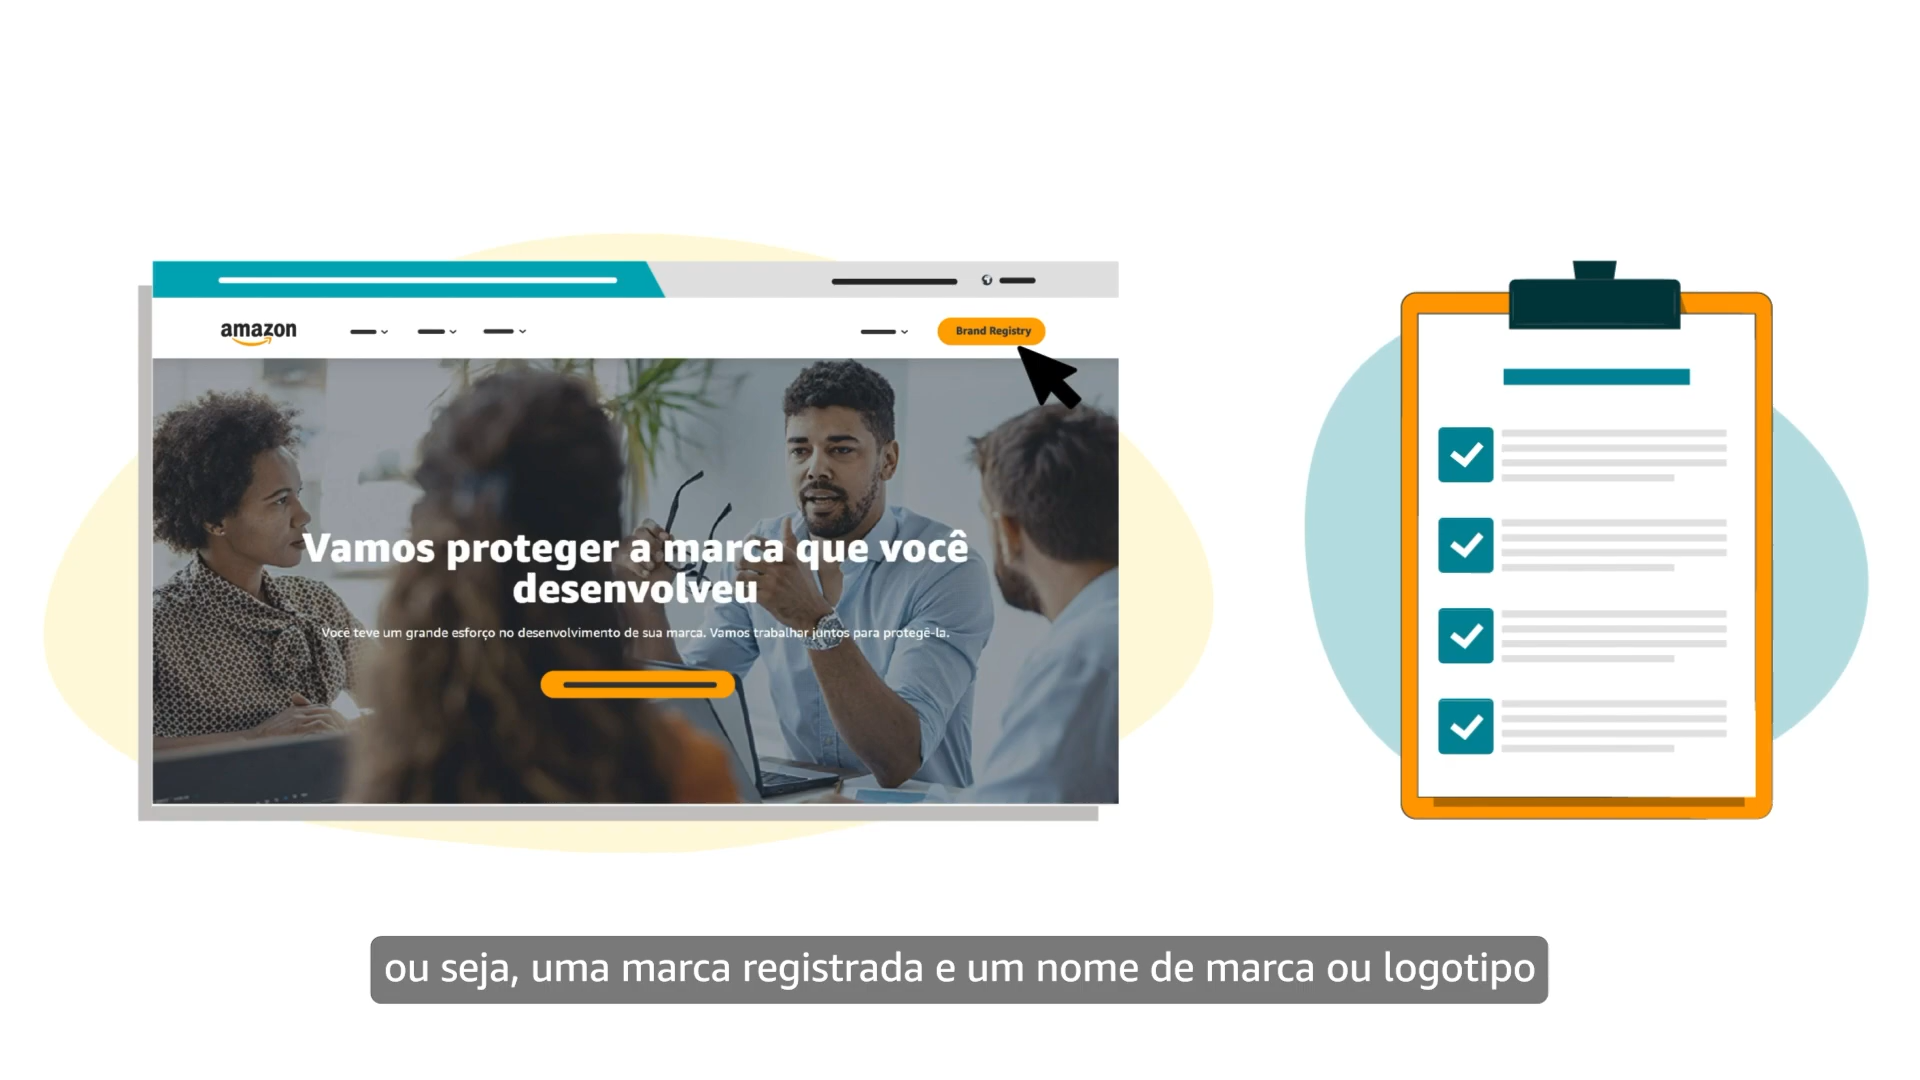 amazon
Brand Registry
Vamos proteger a marca que você
desenvolveu
Você teve um grande esforço no desenvolvimento de sua marca. Vamos trabalhar juntos para protegê-la.
ou seja, uma marca registrada e um nome de marca ou logotipo